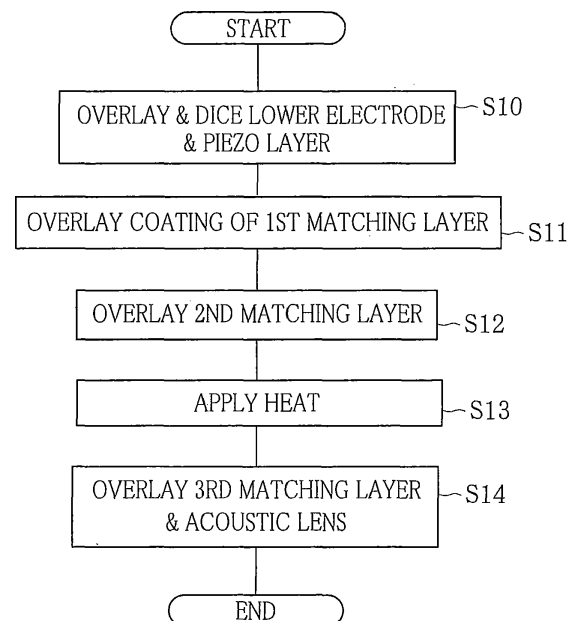 START
OVERLAY & DICE LOWER ELECTRODE
& PIEZO LAYER
S10
OVERLAY COATING OF 1ST MATCHING LAYER
S11
OVERLAY 2ND MATCHING LAYER
S12
APPLY HEAT
S13
OVERLAY 3RD MATCHING LAYER
& ACOUSTIC LENS
S14
END